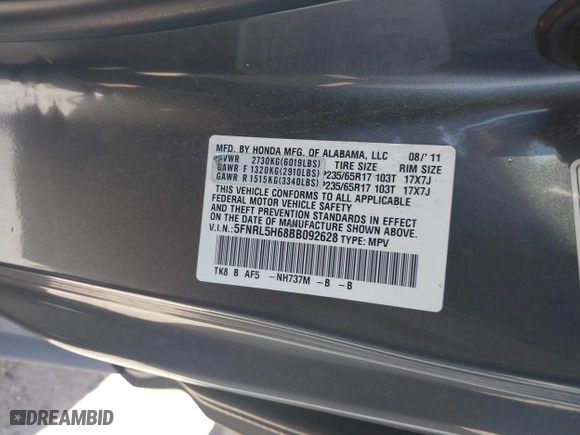 MFD. BY HONDA MFG. OF ALABAMA, LLC 08/'11
GVWR 2730KG(6019LBS) TIRE SIZE RIM SIZE
GAWR F 1320KG(2910LBS) P235/65R17 103T 17X7J
GAWR R 1515KG(3340LBS) P235/65R17 103T 17X7J
THIS VEHICLE CONFORMS TO ALL APPLICABLE
FEDERAL MOTOR VEHICLE SAFETY
AND THEFT PREVENTION STANDARDS IN EFFECT
ON THE DATE OF MANUFACTURE SHOWN ABOVE.
V.I.N.:5FNRL5H68BB092628 TYPE: MPV
TK8 B AF5 -NH737M -B -B
DREAMBID